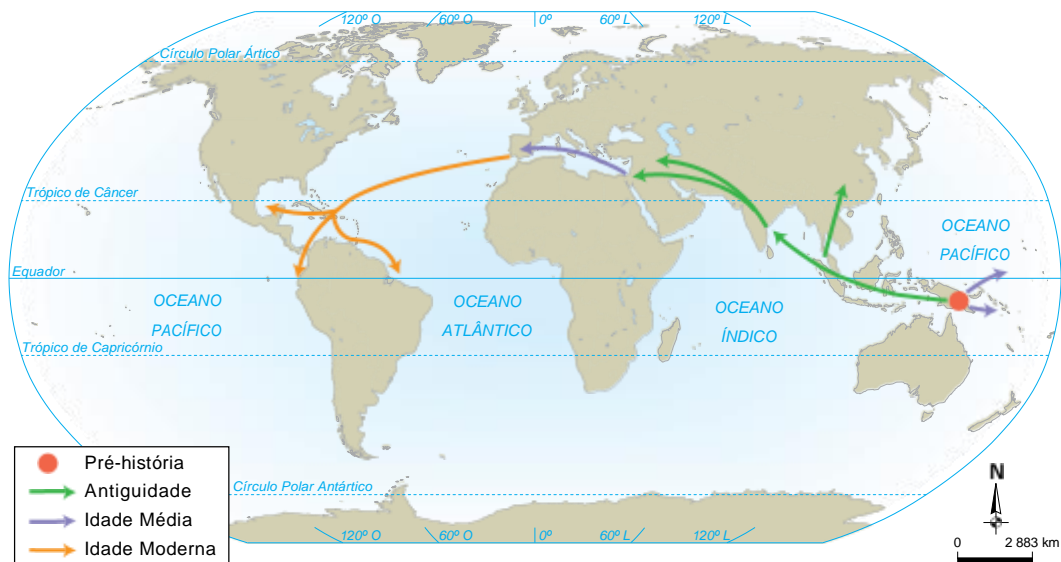 120º O 60º O 0º 60º L 120º L
Círculo Polar Ártico
Trópico de Câncer
OCEANO
PACÍFICO
Equador
OCEANO
PACÍFICO
OCEANO
ATLÂNTICO
OCEANO
ÍNDICO
Trópico de Capricórnio
Pré-história
Antiguidade
Idade Média
Idade Moderna
Círculo Polar Antártico
120º O 60º O 0º 60º L 120º L
N
0 2 883 km